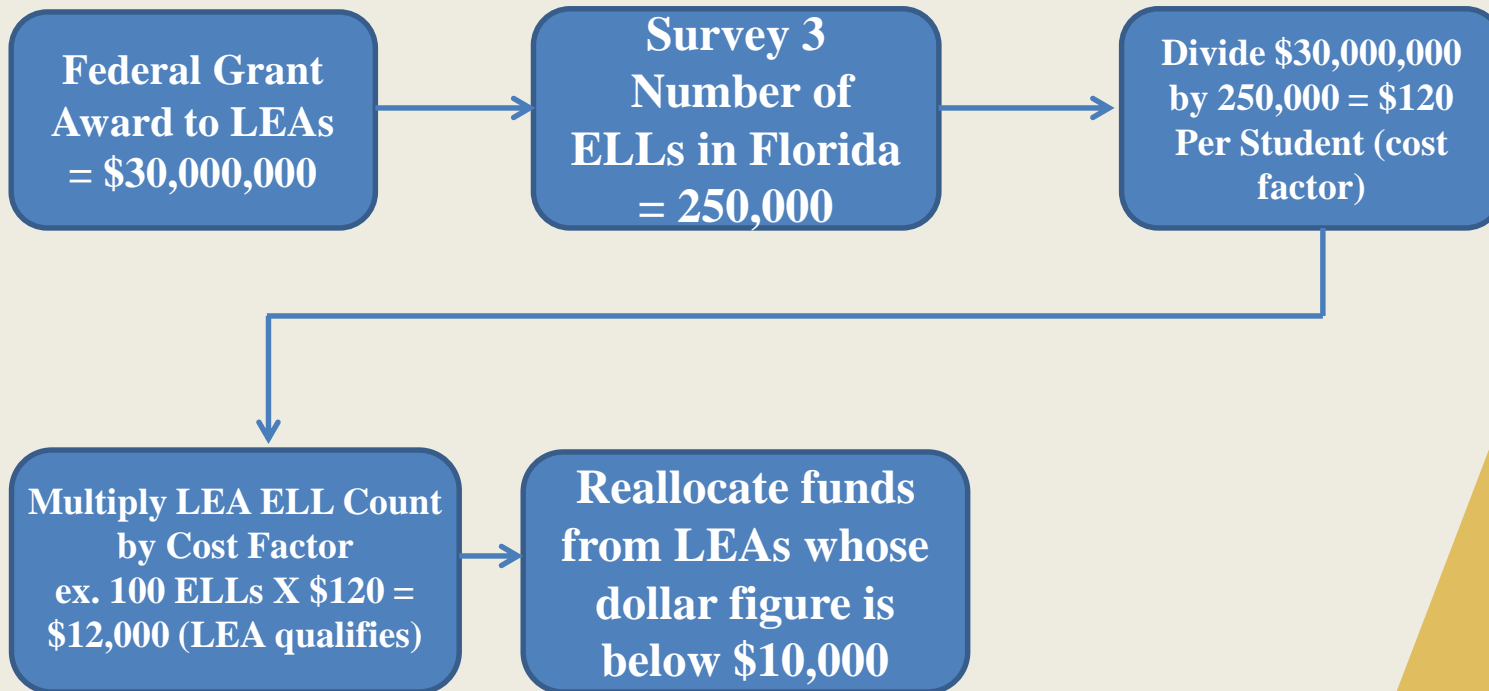 Federal Grant
Award to LEAs
= $30,000,000
Survey 3
Number of
ELLs in Florida
= 250,000
Divide $30,000,000
by 250,000 = $120
Per Student (cost
factor)
Multiply LEA ELL Count
by Cost Factor
ex. 100 ELLs X $120 =
$12,000 (LEA qualifies)
Reallocate funds
from LEAs whose
dollar figure is
below $10,000